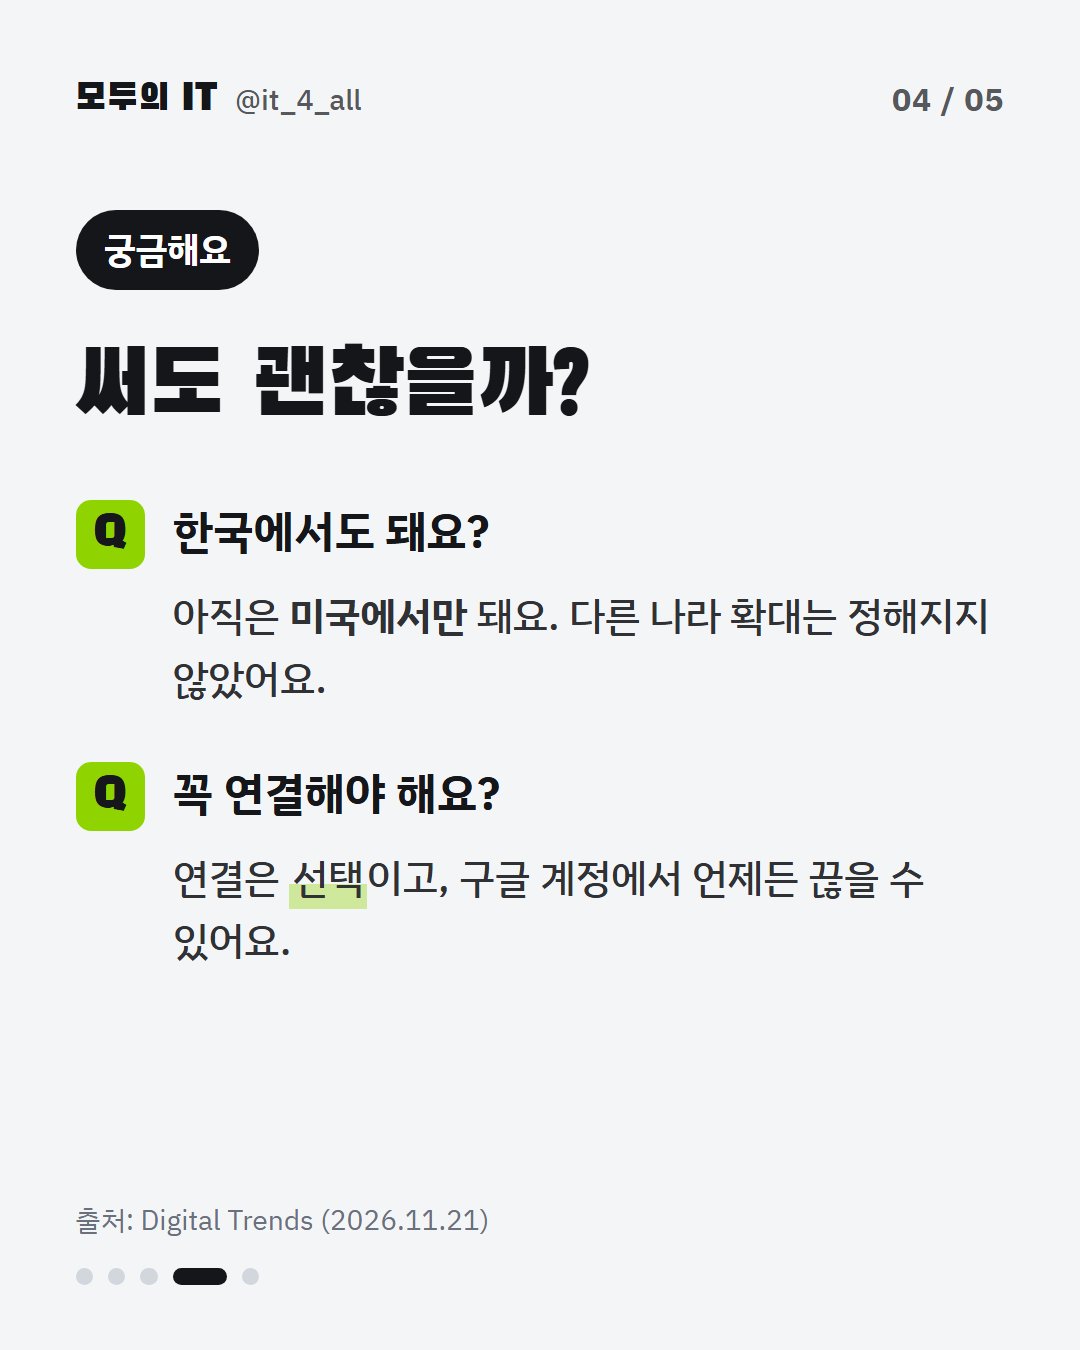 모두의 IT @it_4_all
04 / 05
궁금해요
써도 괜찮을까?
Q 한국에서도 돼요?
아직은 미국에서만 돼요. 다른 나라 확대는 정해지지
않았어요.
Q 꼭 연결해야 해요?
연결은 선택이고, 구글 계정에서 언제든 끊을 수
있어요.
출처: Digital Trends (2026.11.21)